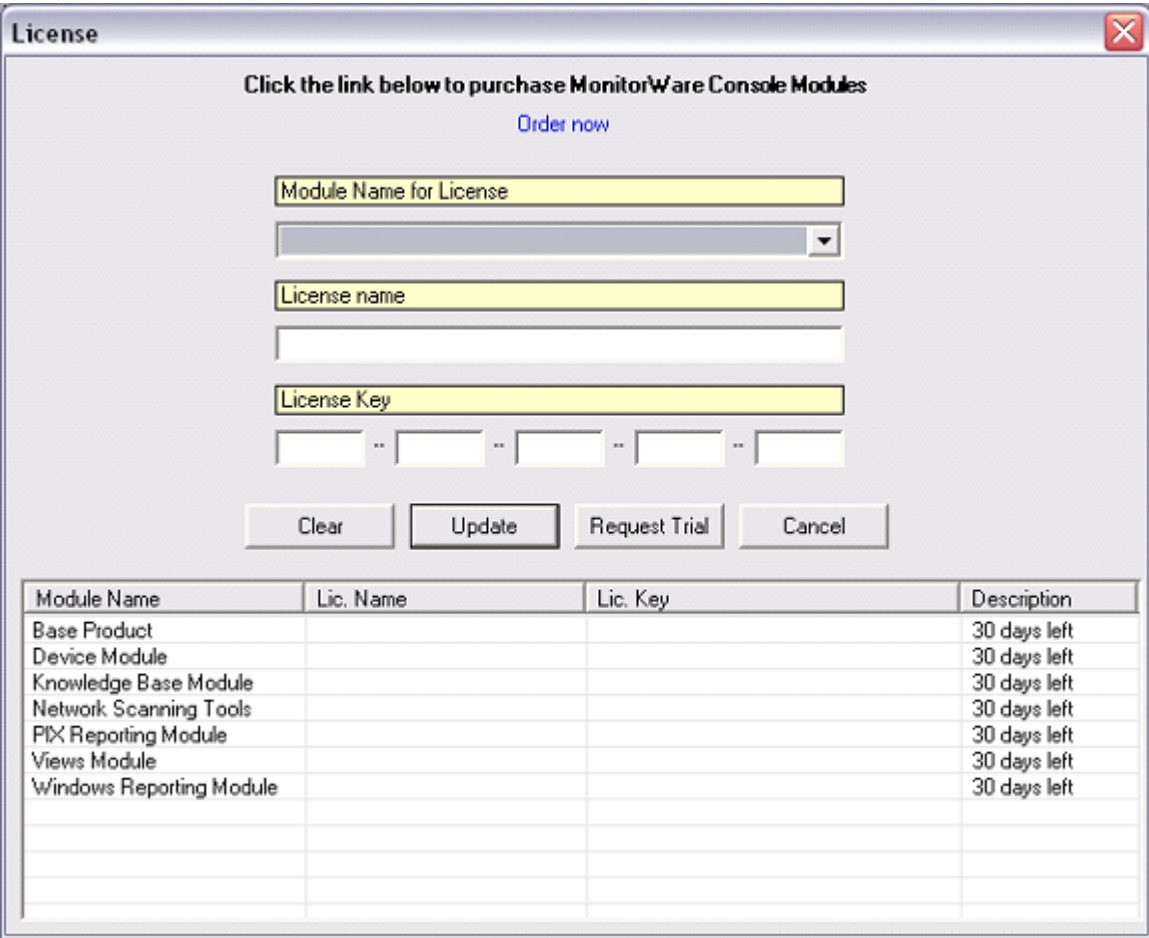 License
Click the link below to purchase MonitorWare Console Modules
Order now
Module Name for License
License name
License Key
-- -- -- --
Clear Update Request Trial Cancel
Module Name Lic. Name Lic. Key Description
Base Product 30 days left
Device Module 30 days left
Knowledge Base Module 30 days left
Network Scanning Tools 30 days left
PIX Reporting Module 30 days left
Views Module 30 days left
Windows Reporting Module 30 days left